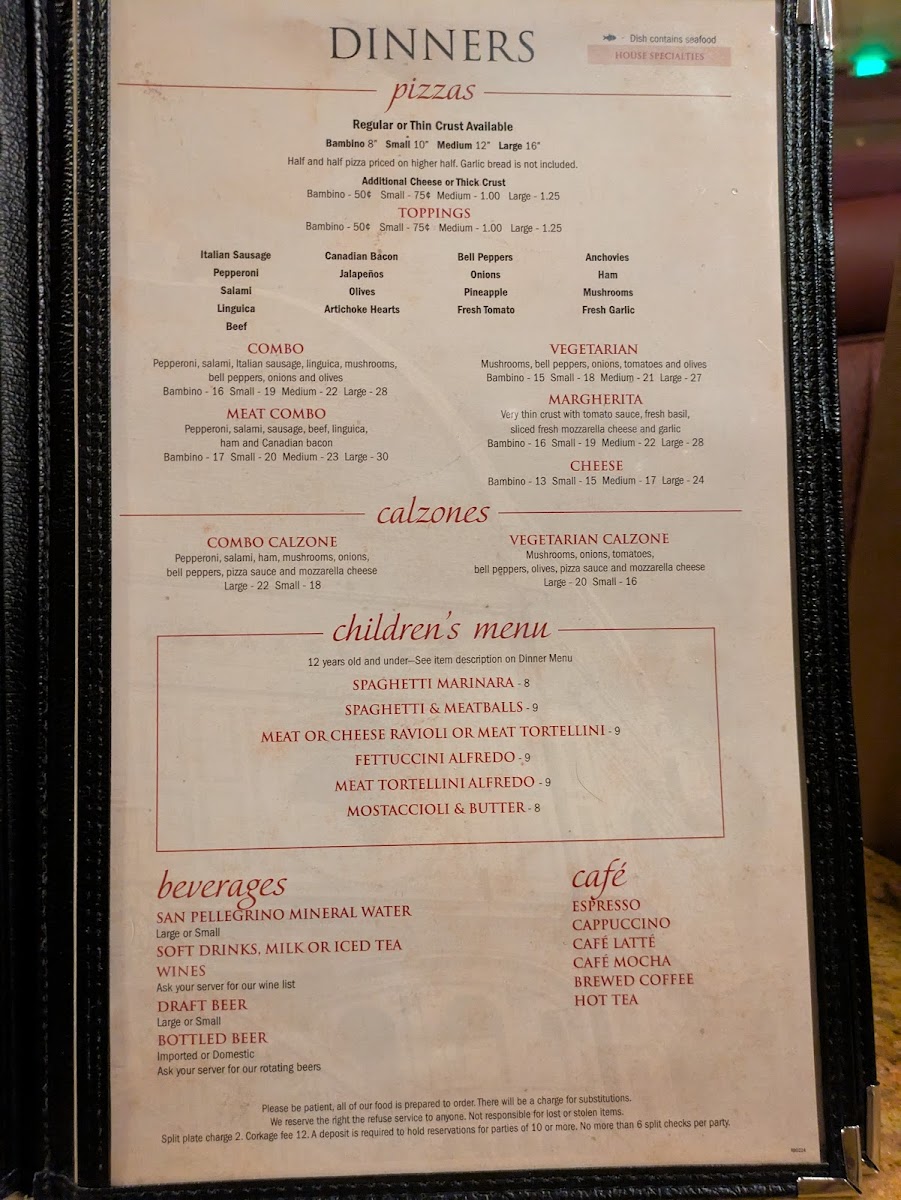 DINNERS
- Dish contains seafood
HOUSE SPECIALTIES
pizzas
Regular or Thin Crust Available
Bambino 8" Small 10" Medium 12" Large 16"
Half and half pizza priced on higher half. Garlic bread is not included.
Additional Cheese or Thick Crust
Bambino - 50¢ Small - 75¢ Medium - 1.00 Large - 1.25
TOPPINGS
Bambino - 50¢ Small - 75¢ Medium - 1.00 Large - 1.25
Italian Sausage Canadian Bacon Bell Peppers Anchovies
Pepperoni Jalapeños Onions Ham
Salami Olives Pineapple Mushrooms
Linguica Artichoke Hearts Fresh Tomato Fresh Garlic
Beef
COMBO
Pepperoni, salami, Italian sausage, linguica, mushrooms,
bell peppers, onions and olives
Bambino - 16 Small - 19 Medium - 22 Large - 28
MEAT COMBO
Pepperoni, salami, sausage, beef, linguica,
ham and Canadian bacon
Bambino - 17 Small - 20 Medium - 23 Large - 30
VEGETARIAN
Mushrooms, bell peppers, onions, tomatoes and olives
Bambino - 15 Small - 18 Medium - 21 Large - 27
MARGHERITA
Very thin crust with tomato sauce, fresh basil,
sliced fresh mozzarella cheese and garlic
Bambino - 16 Small - 19 Medium - 22 Large - 28
CHEESE
Bambino - 13 Small - 15 Medium - 17 Large - 24
calzones
COMBO CALZONE
Pepperoni, salami, ham, mushrooms, onions,
bell peppers, pizza sauce and mozzarella cheese
Large - 22 Small - 18
VEGETARIAN CALZONE
Mushrooms, onions, tomatoes,
bell peppers, olives, pizza sauce and mozzarella cheese
Large - 20 Small - 16
children's menu
12 years old and under—See item description on Dinner Menu
SPAGHETTI MARINARA - 8
SPAGHETTI & MEATBALLS - 9
MEAT OR CHEESE RAVIOLI OR MEAT TORTELLINI - 9
FETTUCCINI ALFREDO - 9
MEAT TORTELLINI ALFREDO - 9
MOSTACCIOLI & BUTTER - 8
beverages
SAN PELLEGRINO MINERAL WATER
Large or Small
SOFT DRINKS, MILK OR ICED TEA
WINES
Ask your server for our wine list
DRAFT BEER
Large or Small
BOTTLED BEER
Imported or Domestic
Ask your server for our rotating beers
café
ESPRESSO
CAPPUCCINO
CAFÉ LATTÉ
CAFÉ MOCHA
BREWED COFFEE
HOT TEA
Please be patient, all of our food is prepared to order. There will be a charge for substitutions.
We reserve the right the refuse service to anyone. Not responsible for lost or stolen items.
Split plate charge 2. Corkage fee 12. A deposit is required to hold reservations for parties of 10 or more. No more than 6 split checks per party.